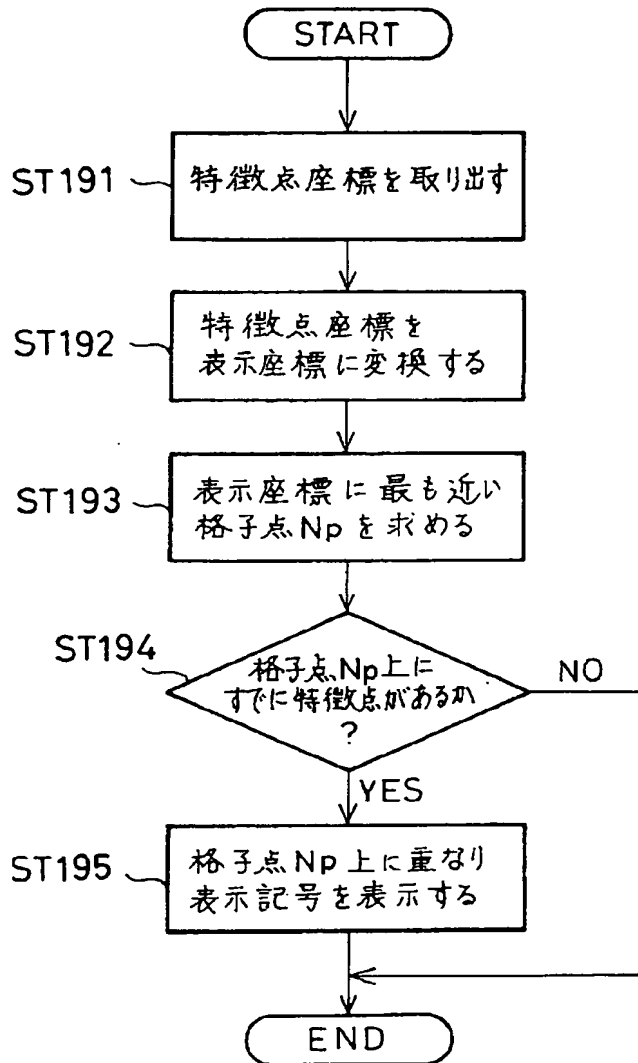 START
ST191
特徴点座標を取り出す
ST192
特徴点座標を
表示座標に変換する
ST193
表示座標に最も近い
格子点Npを求める
ST194
格子点Np上に
すでに特徴点があるか
?
NO
YES
ST195
格子点Np上に重なり
表示記号を表示する
END